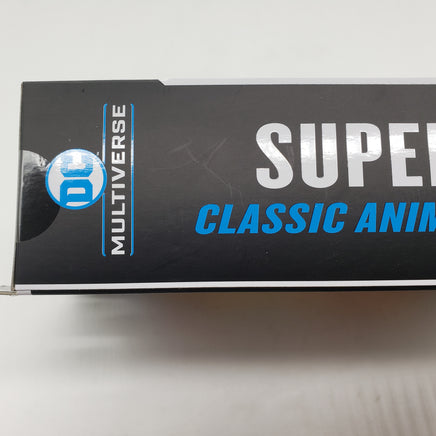 DC
MULTIVERSE
SUPE
CLASSIC ANIM